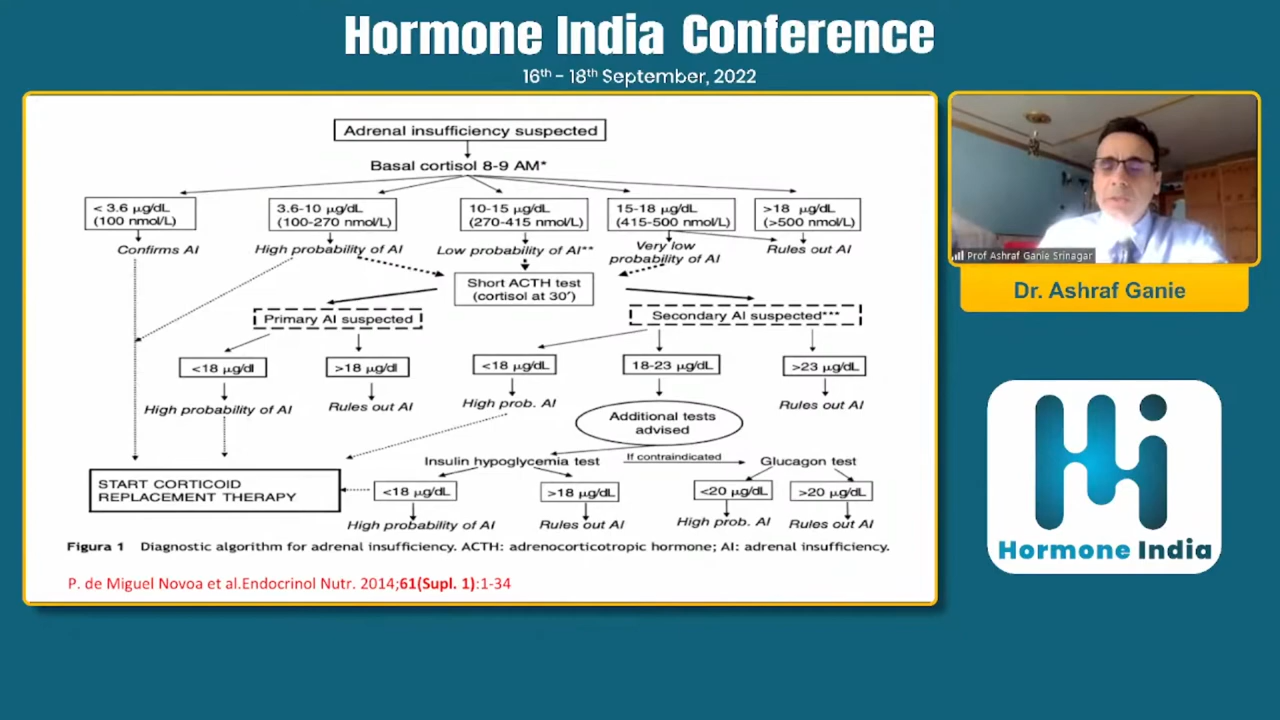 Hormone India Conference
16th - 18th September, 2022
Adrenal insufficiency suspected
Basal cortisol 8-9 AM*
< 3.6 µg/dL
(100 nmol/L)
3.6-10 µg/dL
(100-270 nmol/L)
10-15 µg/dL
(270-415 nmol/L)
15-18 µg/dL
(415-500 nmol/L)
>18 µg/dL
(>500 nmol/L)
Confirms AI
High probability of AI
Low probability of AI**
Very low
probability of AI
Rules out AI
Short ACTH test
(cortisol at 30′)
Primary AI suspected
Secondary AI suspected***
<18 µg/dl
>18 µg/dl
<18 µg/dL
18-23 µg/dL
>23 µg/dL
High probability of AI
Rules out AI
High prob. AI
Additional tests
advised
Rules out AI
Insulin hypoglycemia test
If contraindicated
Glucagon test
START CORTICOID
REPLACEMENT THERAPY
<18 µg/dL
>18 µg/dL
<20 µg/dL
>20 µg/dL
High probability of AI
Rules out AI
High prob. AI
Rules out AI
Figura 1 Diagnostic algorithm for adrenal insufficiency. ACTH: adrenocorticotropic hormone; AI: adrenal insufficiency.
P. de Miguel Novoa et al.Endocrinol Nutr. 2014;61(Supl. 1):1-34
Prof Ashraf Ganie Srinagar
Dr. Ashraf Ganie
Hormone India